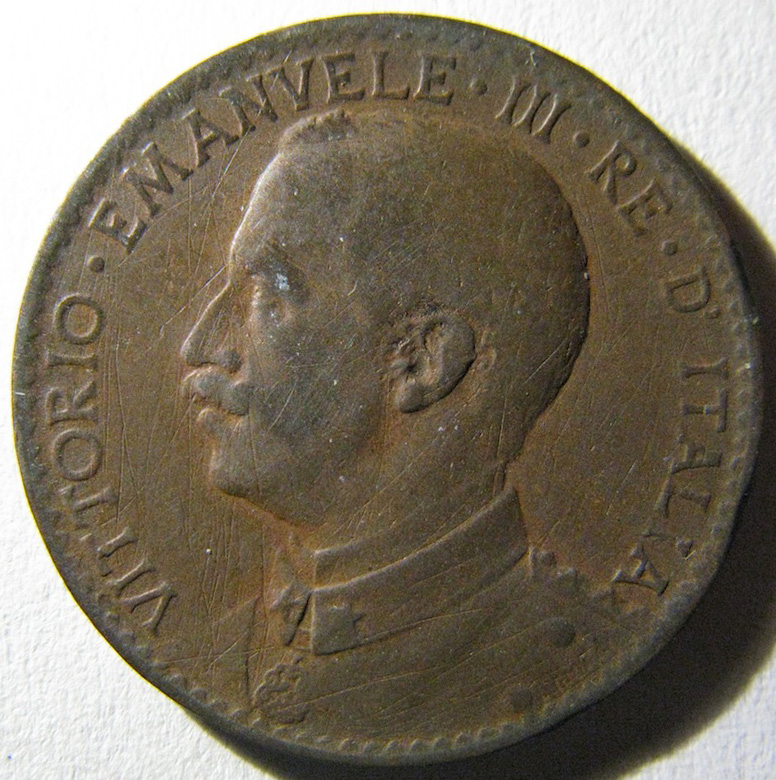 VITTORIO · EMANVELE · III · RE · D' ITALIA